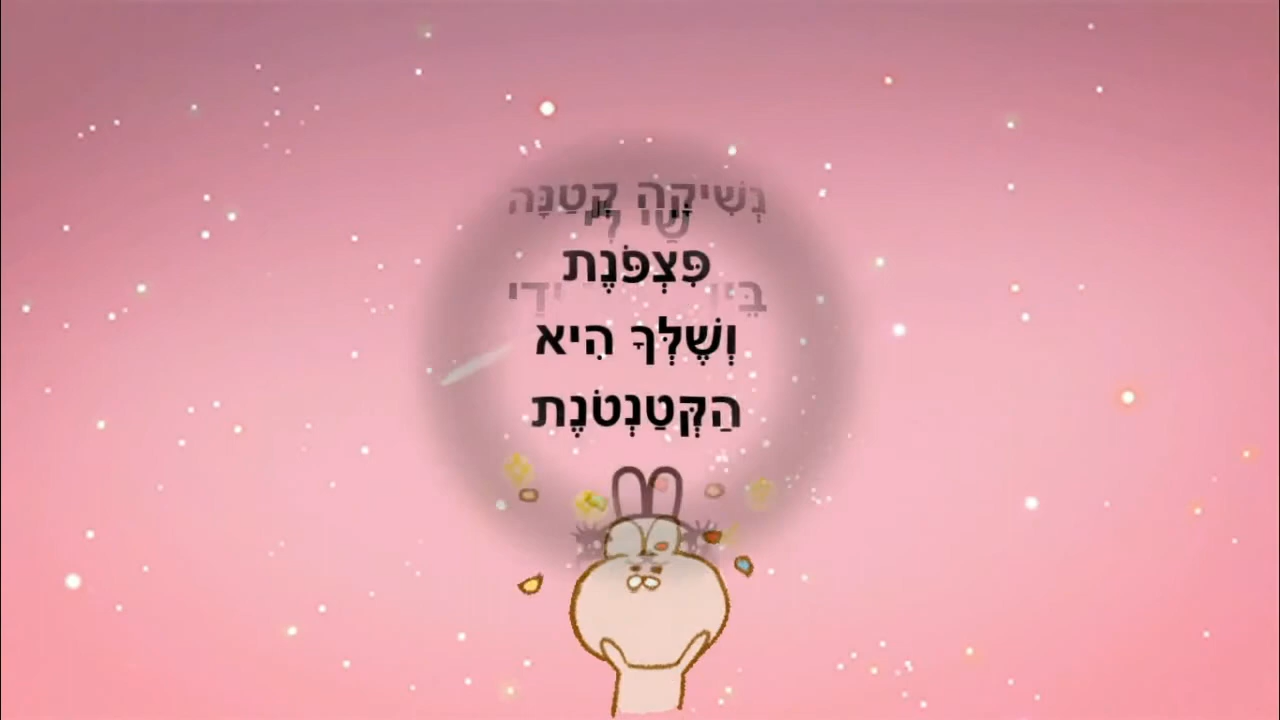 נְשִׁיקָה קְטַנָּה
שַׁי לִי
פִּצְפֹּנֶת
יָדַי
וְשֶׁלְּךָ הִיא
הַקְּטַנְטֹנֶת